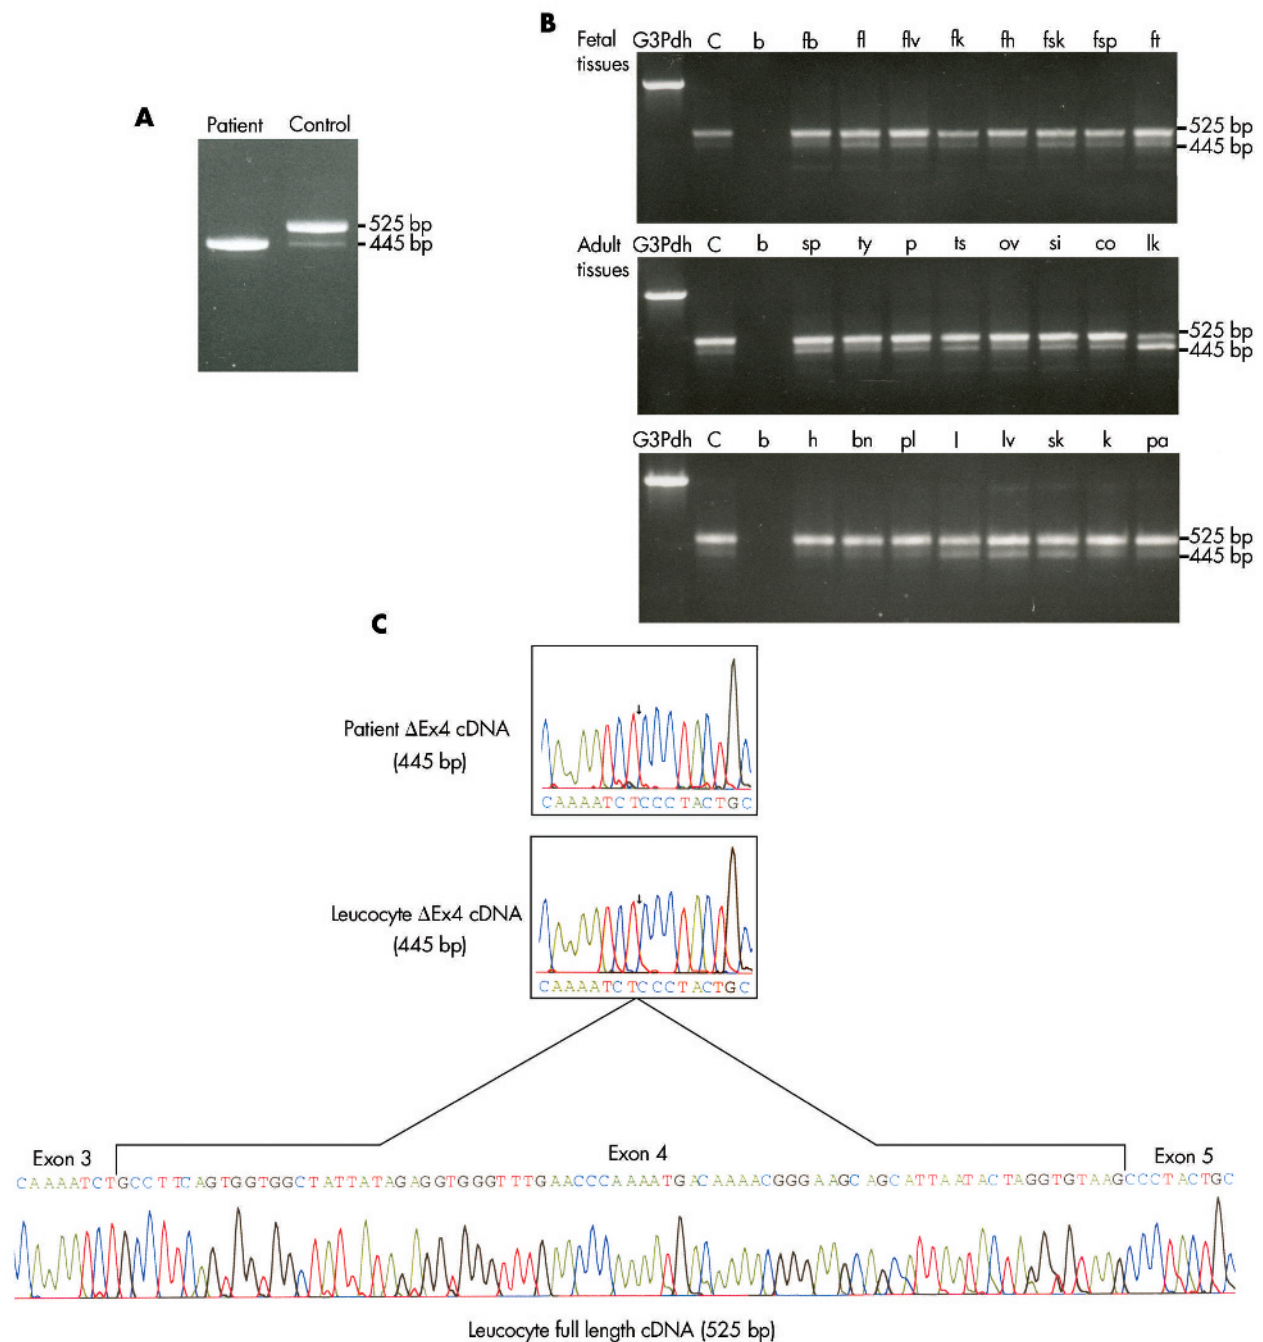 A
Patient Control
525 bp
445 bp
B
Fetal tissues
G3Pdh C b fb fl flv fk fh fsk fsp ft
525 bp
445 bp
Adult tissues
G3Pdh C b sp ty p ts ov si co lk
525 bp
445 bp
G3Pdh C b h bn pl l lv sk k pa
525 bp
445 bp
C
Patient ΔEx4 cDNA
(445 bp)
CAAAATCTCCCTACTGC
Leucocyte ΔEx4 cDNA
(445 bp)
CAAAATCTCCCTACTGC
Exon 3 Exon 4 Exon 5
CAAAATCTGCCTTCAGTGGTGGCTATTATAGAGGTGGGTTTGAACCCAAAATGACAAAACGGGAAGCAGCATTAATACTAGGTGTAAGCCCTACTGC
Leucocyte full length cDNA (525 bp)